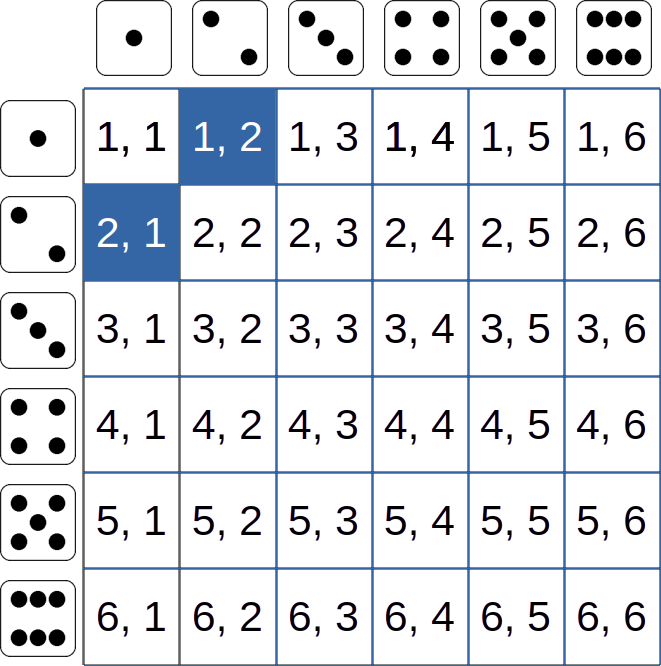 1, 1 1, 2 1, 3 1, 4 1, 5 1, 6
2, 1 2, 2 2, 3 2, 4 2, 5 2, 6
3, 1 3, 2 3, 3 3, 4 3, 5 3, 6
4, 1 4, 2 4, 3 4, 4 4, 5 4, 6
5, 1 5, 2 5, 3 5, 4 5, 5 5, 6
6, 1 6, 2 6, 3 6, 4 6, 5 6, 6